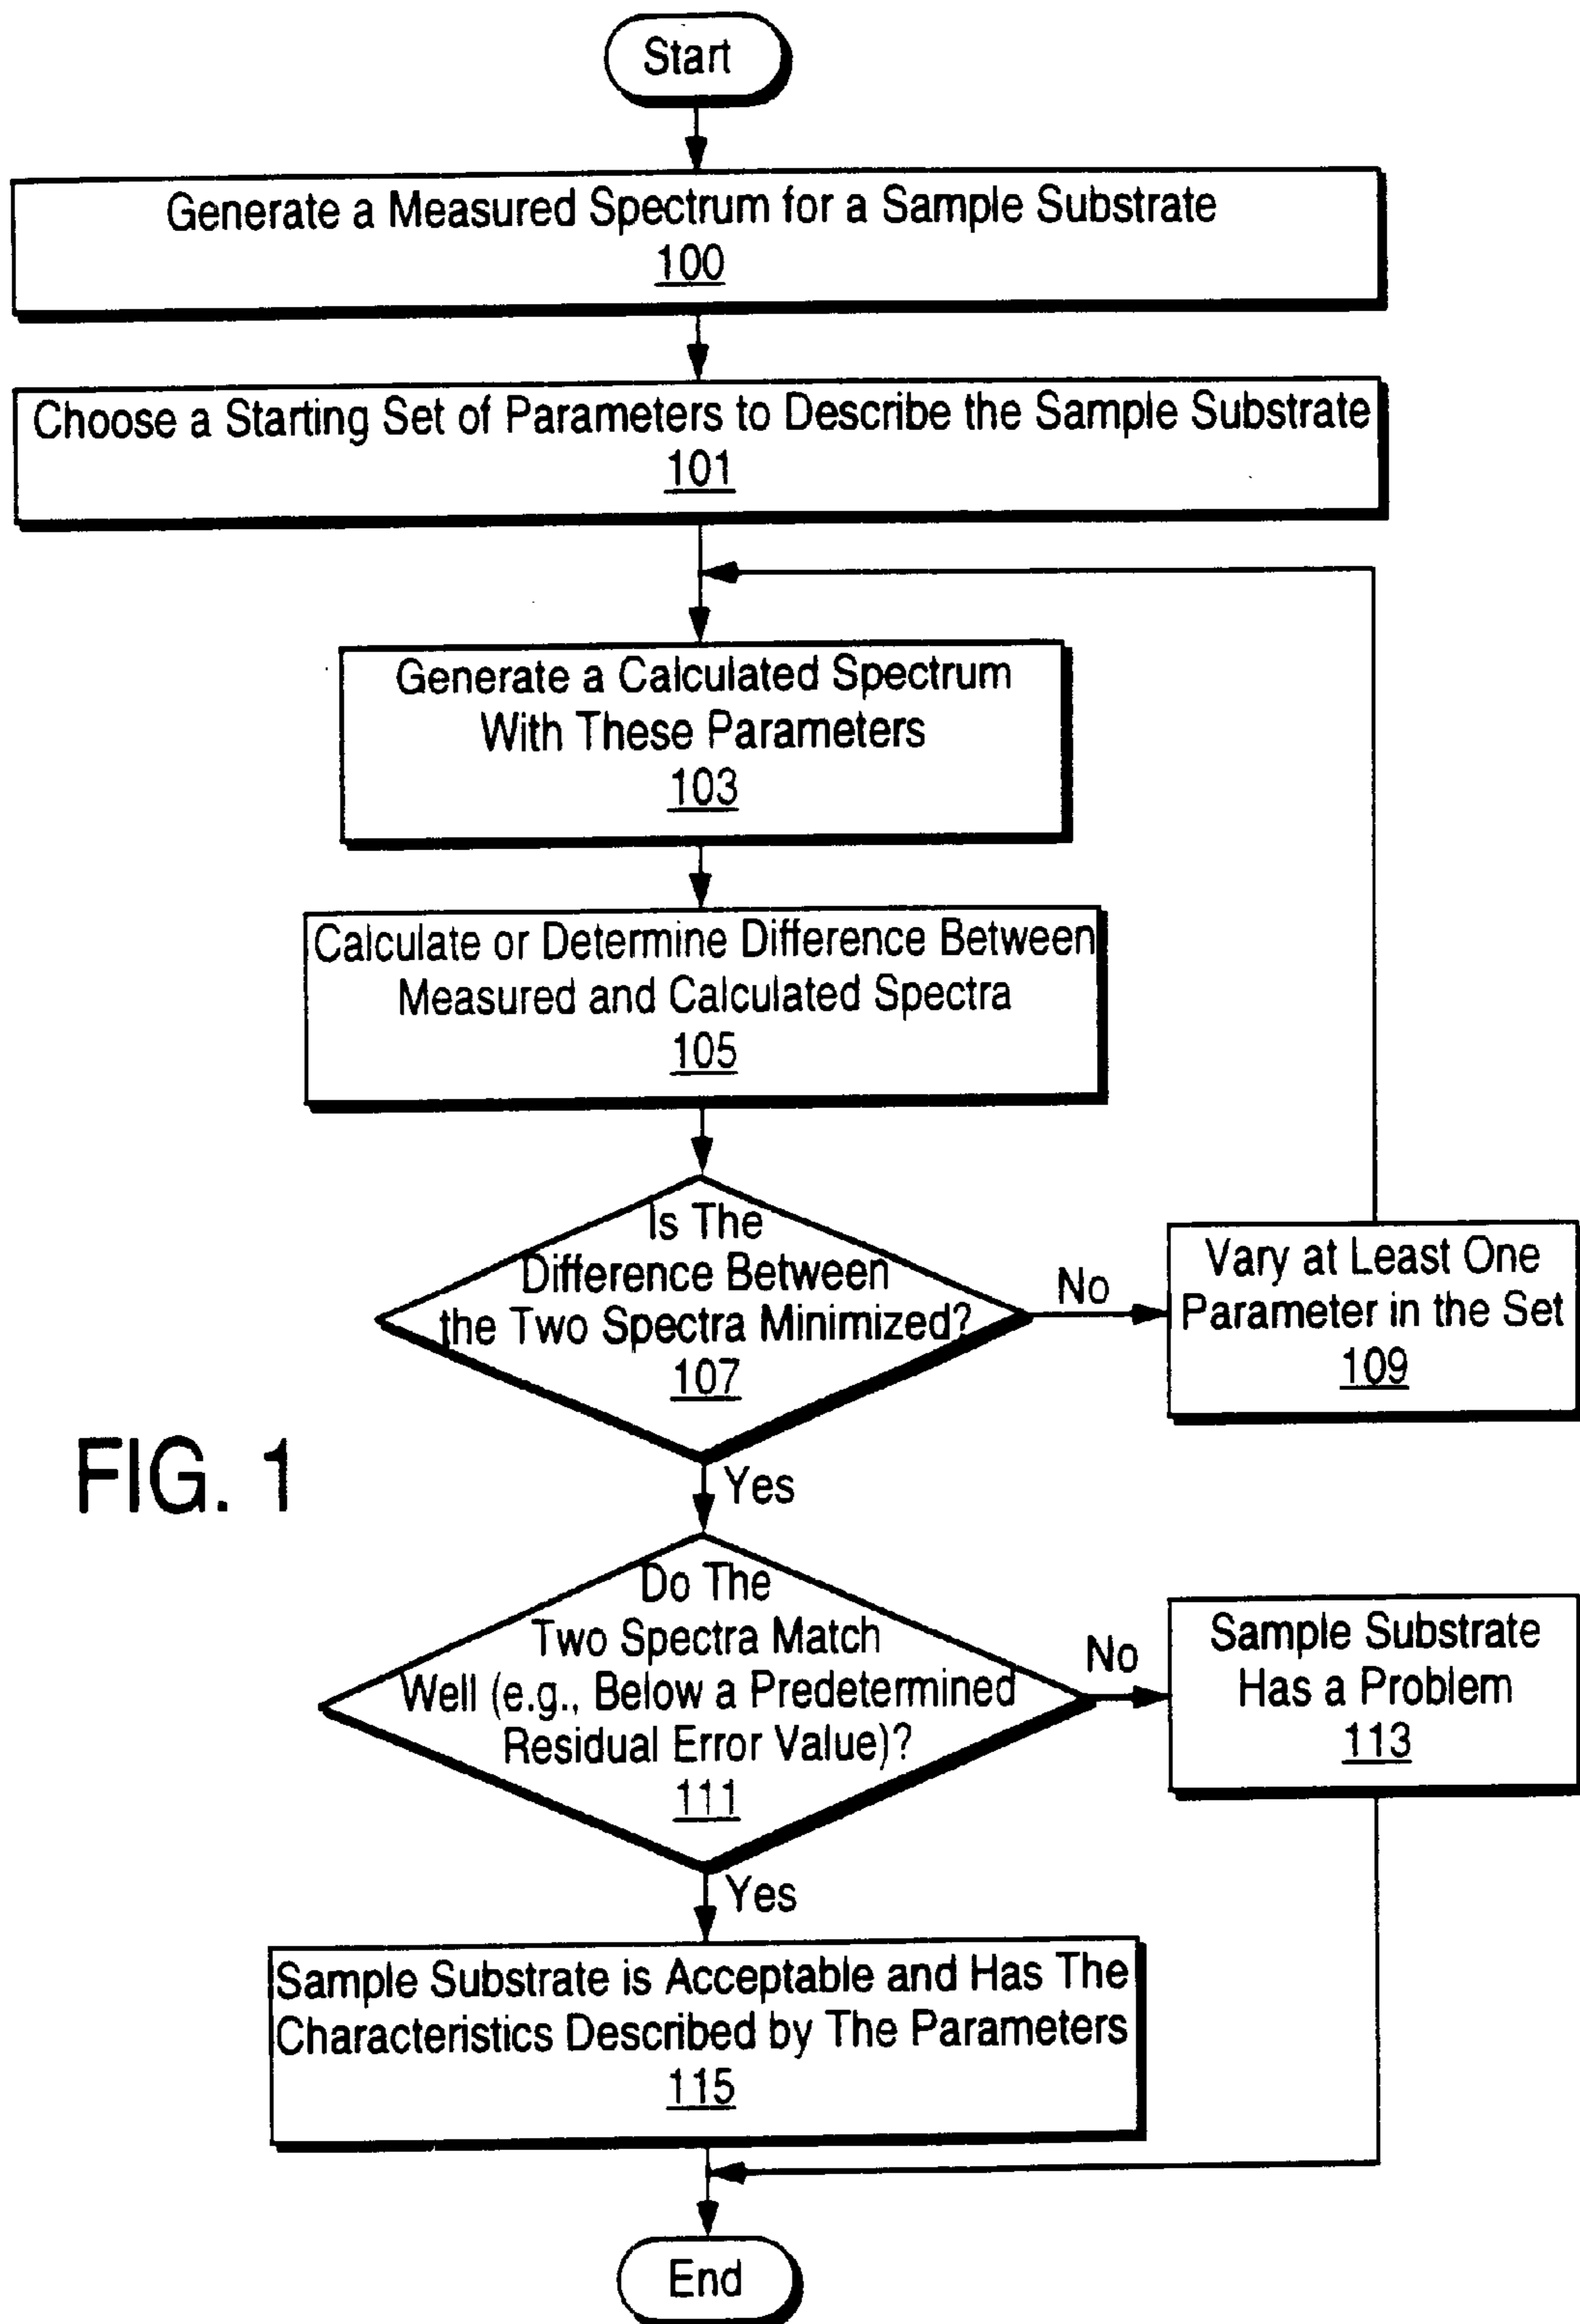 Start
Generate a Measured Spectrum for a Sample Substrate
100
Choose a Starting Set of Parameters to Describe the Sample Substrate
101
Generate a Calculated Spectrum
With These Parameters
103
Calculate or Determine Difference Between
Measured and Calculated Spectra
105
Is The
Difference Between
the Two Spectra Minimized?
107
No
Vary at Least One
Parameter in the Set
109
FIG. 1
Yes
Do The
Two Spectra Match
Well (e.g., Below a Predetermined
Residual Error Value)?
111
No
Sample Substrate
Has a Problem
113
Yes
Sample Substrate is Acceptable and Has The
Characteristics Described by The Parameters
115
End